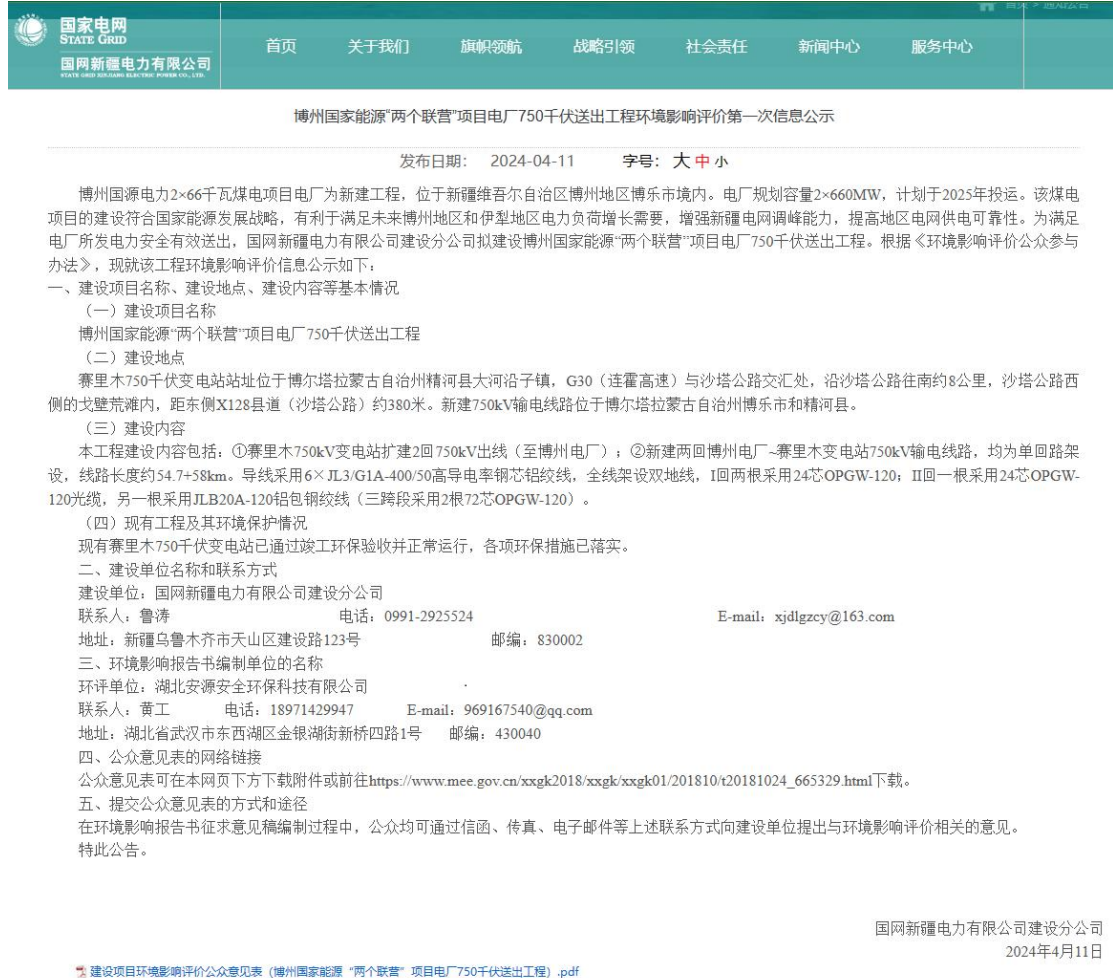 首页 > 通知公告
国家电网
STATE GRID
国网新疆电力有限公司
STATE GRID XINJIANG ELECTRIC POWER CO., LTD.
首页 关于我们 旗帜领航 战略引领 社会责任 新闻中心 服务中心
博州国家能源“两个联营”项目电厂750千伏送出工程环境影响评价第一次信息公示
发布日期: 2024-04-11 字号: 大 中 小
博州国源电力2×66千瓦煤电项目电厂为新建工程，位于新疆维吾尔自治区博州地区博乐市境内。电厂规划容量2×660MW，计划于2025年投运。该煤电
项目的建设符合国家能源发展战略，有利于满足未来博州地区和伊犁地区电力负荷增长需要，增强新疆电网调峰能力，提高地区电网供电可靠性。为满足
电厂所发电力安全有效送出，国网新疆电力有限公司建设分公司拟建设博州国家能源“两个联营”项目电厂750千伏送出工程。根据《环境影响评价公众参与
办法》，现就该工程环境影响评价信息公示如下：
一、建设项目名称、建设地点、建设内容等基本情况
（一）建设项目名称
博州国家能源“两个联营”项目电厂750千伏送出工程
（二）建设地点
赛里木750千伏变电站站址位于博尔塔拉蒙古自治州精河县大河沿子镇，G30（连霍高速）与沙塔公路交汇处，沿沙塔公路往南约8公里，沙塔公路西
侧的戈壁荒滩内，距东侧X128县道（沙塔公路）约380米。新建750kV输电线路位于博尔塔拉蒙古自治州博乐市和精河县。
（三）建设内容
本工程建设内容包括：①赛里木750kV变电站扩建2回750kV出线（至博州电厂）；②新建两回博州电厂~赛里木变电站750kV输电线路，均为单回路架
设，线路长度约54.7+58km。导线采用6×JL3/G1A-400/50高导电率钢芯铝绞线，全线架设双地线，I回两根采用24芯OPGW-120；II回一根采用24芯OPGW-
120光缆，另一根采用JLB20A-120铝包钢绞线（三跨段采用2根72芯OPGW-120）。
（四）现有工程及其环境保护情况
现有赛里木750千伏变电站已通过竣工环保验收并正常运行，各项环保措施已落实。
二、建设单位名称和联系方式
建设单位：国网新疆电力有限公司建设分公司
联系人：鲁涛 电话：0991-2925524 E-mail：xjdlgzcy@163.com
地址：新疆乌鲁木齐市天山区建设路123号 邮编：830002
三、环境影响报告书编制单位的名称
环评单位：湖北安源安全环保科技有限公司
联系人：黄工 电话：18971429947 E-mail：969167540@qq.com
地址：湖北省武汉市东西湖区金银湖街新桥四路1号 邮编：430040
四、公众意见表的网络链接
公众意见表可在本网页下方下载附件或前往https://www.mee.gov.cn/xxgk2018/xxgk/xxgk01/201810/t20181024_665329.html下载。
五、提交公众意见表的方式和途径
在环境影响报告书征求意见稿编制过程中，公众均可通过信函、传真、电子邮件等上述联系方式向建设单位提出与环境影响评价相关的意见。
特此公告。
国网新疆电力有限公司建设分公司
2024年4月11日
建设项目环境影响评价公众意见表（博州国家能源“两个联营”项目电厂750千伏送出工程）.pdf